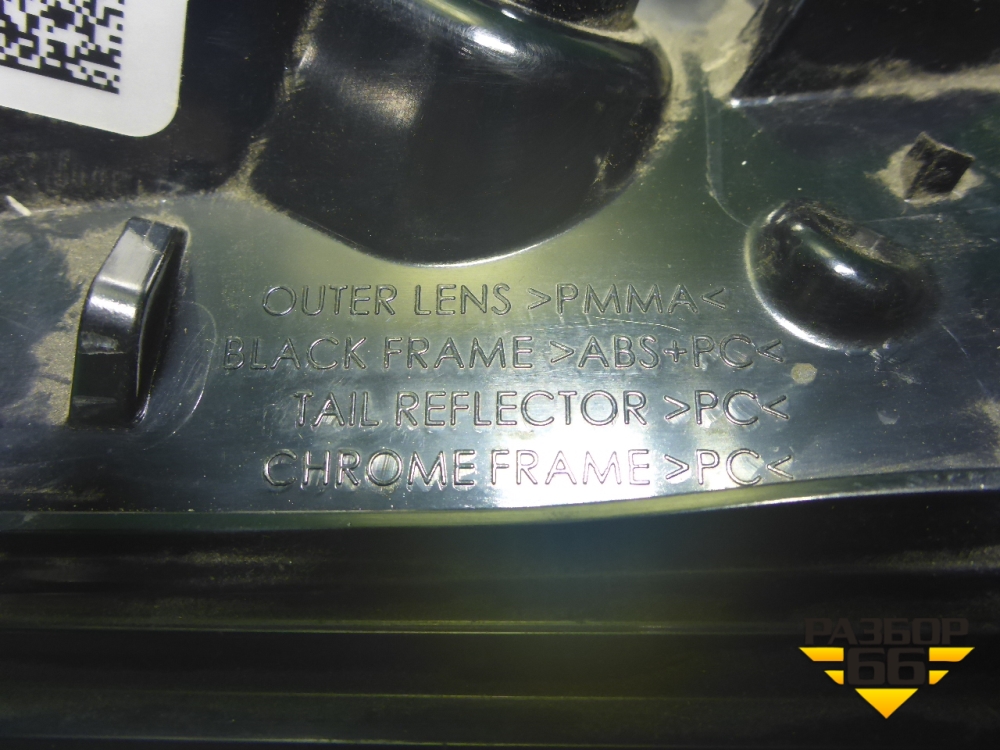 OUTER LENS >PMMA<
BLACK FRAME >ABS+PC<
TAIL REFLECTOR >PC<
CHROME FRAME >PC<
РАЗБОР
66